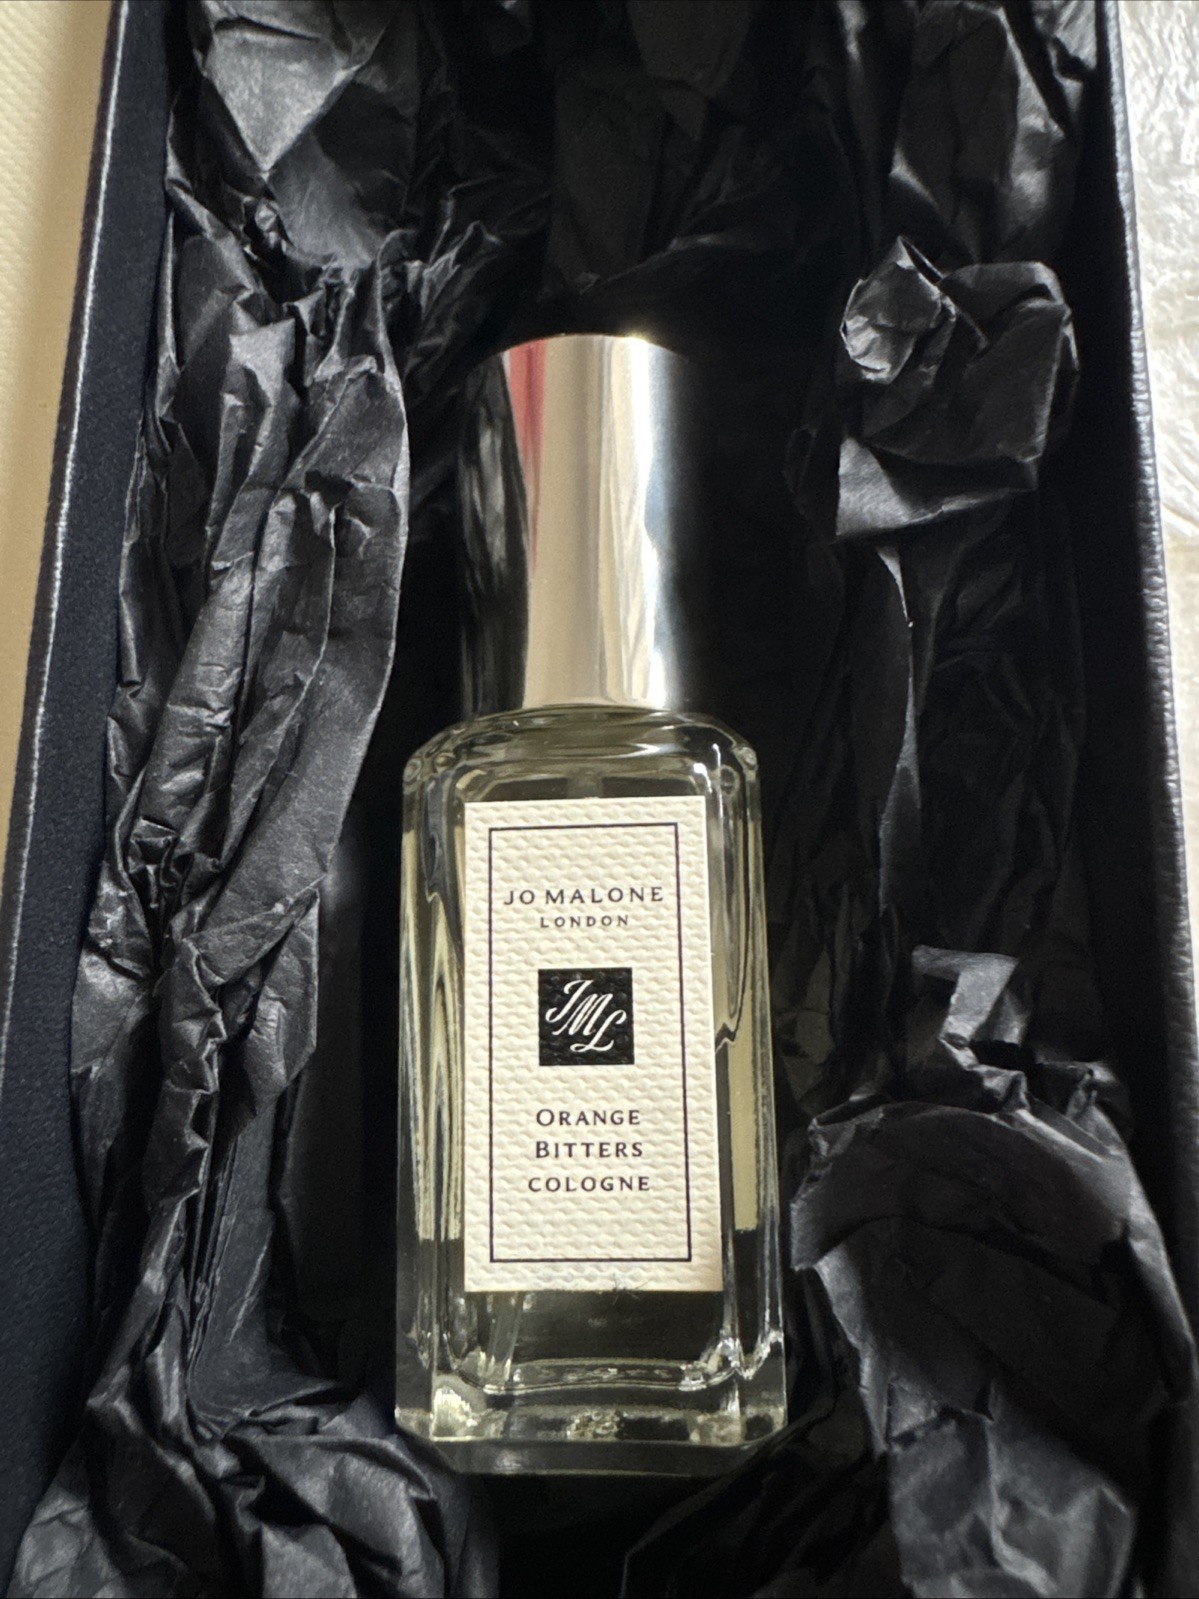 JO MALONE
LONDON
JML
ORANGE
BITTERS
COLOGNE